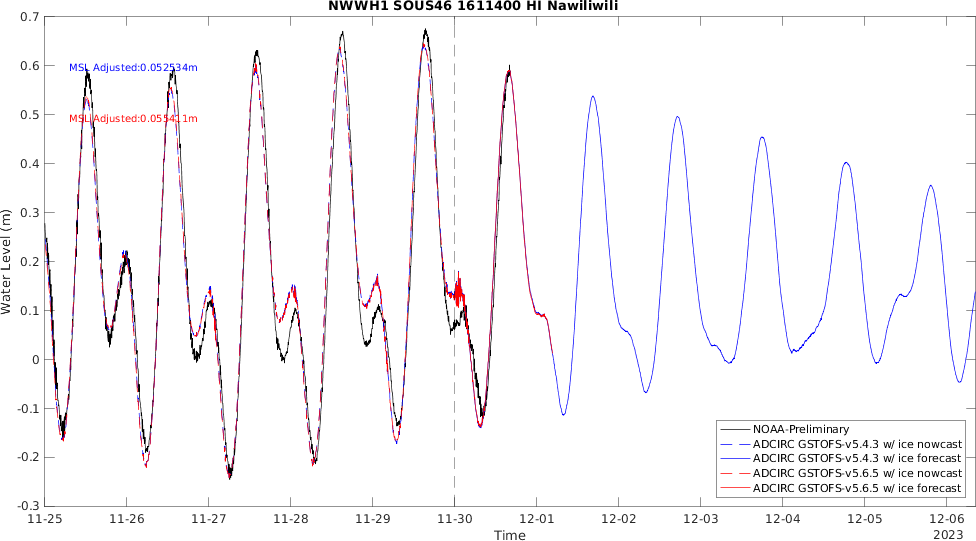 NWWH1 SOUS46 1611400 HI Nawiliwili
0.7
0.6
0.5
0.4
0.3
0.2
0.1
0
-0.1
-0.2
-0.3
Water Level (m)
MSL Adjusted:0.052534m
MSL Adjusted:0.055411m
NOAA-Preliminary
ADCIRC GSTOFS-v5.4.3 w/ ice nowcast
ADCIRC GSTOFS-v5.4.3 w/ ice forecast
ADCIRC GSTOFS-v5.6.5 w/ ice nowcast
ADCIRC GSTOFS-v5.6.5 w/ ice forecast
11-25 11-26 11-27 11-28 11-29 11-30 12-01 12-02 12-03 12-04 12-05 12-06
Time
2023